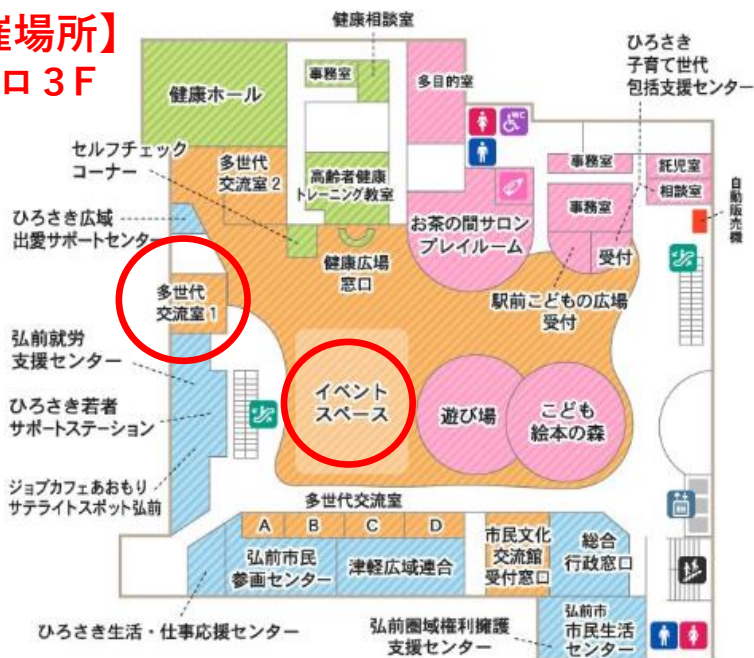 催場所】
ロ 3F
健康相談室
ひろさき
子育て世代
包括支援センター
健康ホール
事務室
多目的室
WC
セルフチェック
コーナー
多世代
交流室2
高齢者健康
トレーニング教室
事務室
託児室
相談室
自動販売機
ひろさき広域
出愛サポートセンター
お茶の間サロン
プレイルーム
事務室
受付
健康広場
窓口
駅前こどもの広場
受付
多世代
交流室1
弘前就労
支援センター
イベント
スペース
遊び場
こども
絵本の森
ひろさき若者
サポートステーション
ジョブカフェあおもり
サテライトスポット弘前
多世代交流室
A B C D
弘前市民
参画センター
津軽広域連合
市民文化
交流館
受付窓口
総合
行政窓口
ひろさき生活・仕事応援センター
弘前圏域権利擁護
支援センター
弘前市
市民生活
センター